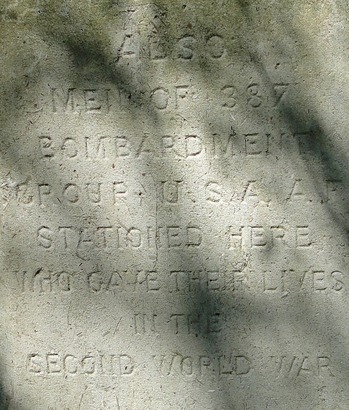 ALSO
MEN OF 387
BOMBARDMENT
GROUP U.S.A.A.F
STATIONED HERE
WHO GAVE THEIR LIVES
IN THE
SECOND WORLD WAR